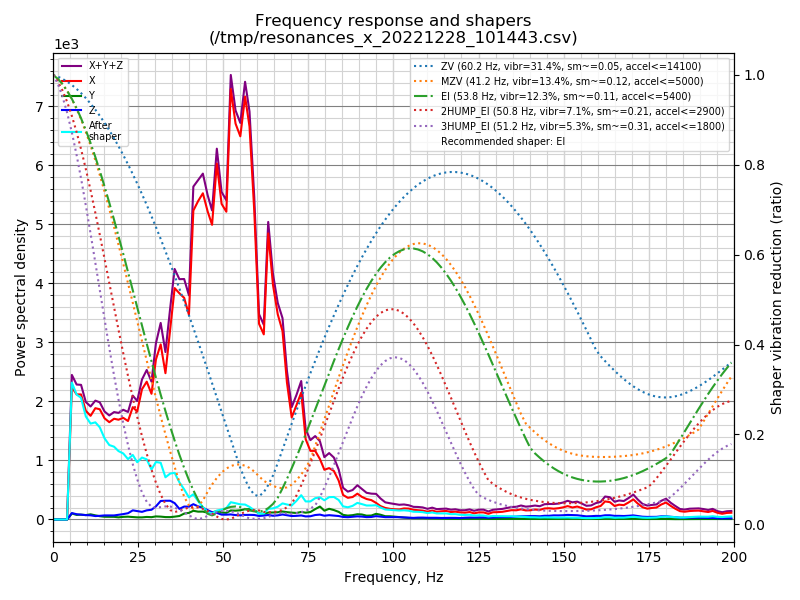 Frequency response and shapers
(/tmp/resonances_x_20221228_101443.csv)
1e3
X+Y+Z
X
Y
Z
After
shaper
ZV (60.2 Hz, vibr=31.4%, sm~=0.05, accel<=14100)
MZV (41.2 Hz, vibr=13.4%, sm~=0.12, accel<=5000)
EI (53.8 Hz, vibr=12.3%, sm~=0.11, accel<=5400)
2HUMP_EI (50.8 Hz, vibr=7.1%, sm~=0.21, accel<=2900)
3HUMP_EI (51.2 Hz, vibr=5.3%, sm~=0.31, accel<=1800)
Recommended shaper: EI
Power spectral density
7
6
5
4
3
2
1
0
1.0
0.8
0.6
0.4
0.2
0.0
Shaper vibration reduction (ratio)
0 25 50 75 100 125 150 175 200
Frequency, Hz